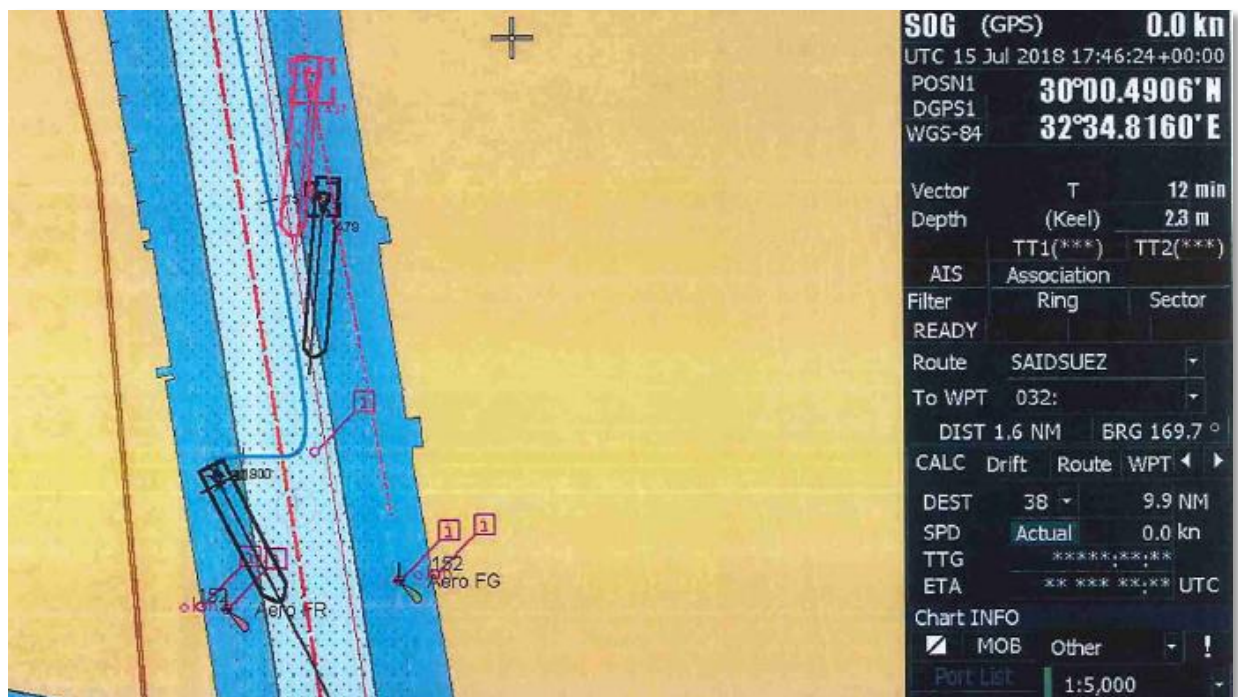 SOG (GPS) 0.0 kn
UTC 15 Jul 2018 17:46:24+00:00
POSN1 30°00.4906' N
DGPS1
WGS-84 32°34.8160' E
Vector T 12 min
Depth (Keel) 2.3 m
TT1(***) TT2(***)
AIS Association
Filter Ring Sector
READY
Route SAIDSUEZ
To WPT 032:
DIST 1.6 NM BRG 169.7 °
CALC Drift Route WPT
DEST 38 9.9 NM
SPD Actual 0.0 kn
TTG *****:**:**
ETA ** *** **:** UTC
Chart INFO
MOB Other !
Port List 1:5,000
1
1 1
152
Aero FG
152
Aero FR